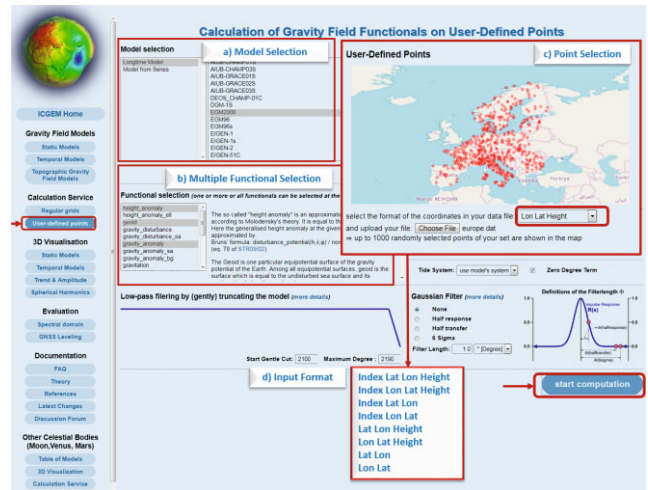 Calculation of Gravity Field Functionals on User-Defined Points
ICGEM Home
Gravity Field Models
Static Models
Temporal Models
Topographic Gravity
Field Models
Calculation Service
Regular grids
User-defined points
3D Visualisation
Static Models
Temporal Models
Trend & Amplitude
Spherical Harmonics
Evaluation
Spectral domain
GNSS Leveling
Documentation
FAQ
Theory
References
Latest Changes
Discussion Forum
Other Celestial Bodies
(Moon,Venus, Mars)
Table of Models
3D Visualization
Calculation Service
Model selection
a) Model Selection
Longtime Model
Model from Series
AIUB-CHAMP03S
AIUB-GRACE01S
AIUB-GRACE02S
AIUB-GRACE03S
DEOS_CHAMP-01C
DGM-1S
EGM2008
EGM96
EGM96s
EIGEN-1
EIGEN-1s
EIGEN-2
EIGEN-51C
b) Multiple Functional Selection
Functional selection (one or more or all functionals can be selected at the
height_anomaly
height_anomaly_ell
geoid
gravity_disturbance
gravity_disturbance_sa
gravity_anomaly
gravity_anomaly_sa
gravity_anomaly_bg
gravitation
The so called "height anomaly" is an approximation
according to Molodensky's theory. It is equal to the
Here the generalised height anomaly at the given
approximated by
Bruns' formula: disturbance_potential(h,λ,φ) / norm
(eq. 78 of STR09/02)
The Geoid is one particular equipotential surface of the gravity
potential of the Earth. Among all equipotential surfaces, geoid is the
surface which is equal to the undisturbed sea surface and its
User-Defined Points
c) Point Selection
select the format of the coordinates in your data file:
Lon Lat Height
and upload your file: Choose File europe.dat
⇒ up to 1000 randomly selected points of your set are shown in the map
Tide System: use model's system
Zero Degree Term
Low-pass filering by (gently) truncating the model (more details)
Start Gentle Cut: 2100 Maximum Degree : 2190
Gaussian Filter (more details)
None
Half response
Half transfer
6 Sigma
Filter Length: 1.0 ° [Degree]
Definitions of the Filterlength
Impulse Response
R(s)
d) Input Format
Index Lat Lon Height
Index Lon Lat Height
Index Lat Lon
Index Lon Lat
Lat Lon Height
Lon Lat Height
Lat Lon
Lon Lat
start computation